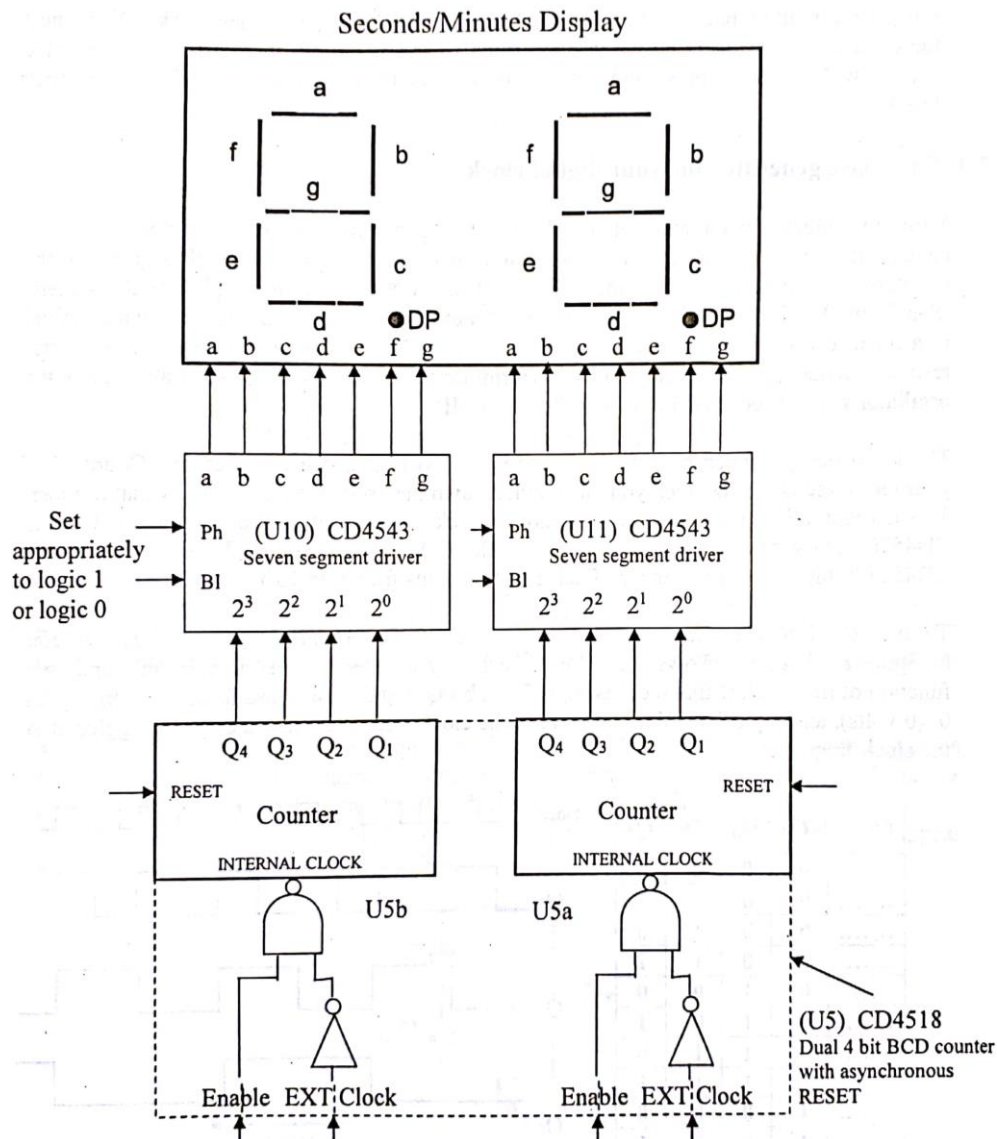 Seconds/Minutes Display
a a
f b f b
g g
e c e c
d DP d DP
a b c d e f g a b c d e f g
a b c d e f g a b c d e f g
Set
appropriately
to logic 1
or logic 0
Ph (U10) CD4543
Seven segment driver
Bl
2³ 2² 2¹ 2⁰
Ph (U11) CD4543
Seven segment driver
Bl
2³ 2² 2¹ 2⁰
Q₄ Q₃ Q₂ Q₁
RESET
Counter
INTERNAL CLOCK
U5b
Q₄ Q₃ Q₂ Q₁
RESET
Counter
INTERNAL CLOCK
U5a
(U5) CD4518
Dual 4 bit BCD counter
with asynchronous
RESET
Enable EXT Clock Enable EXT Clock